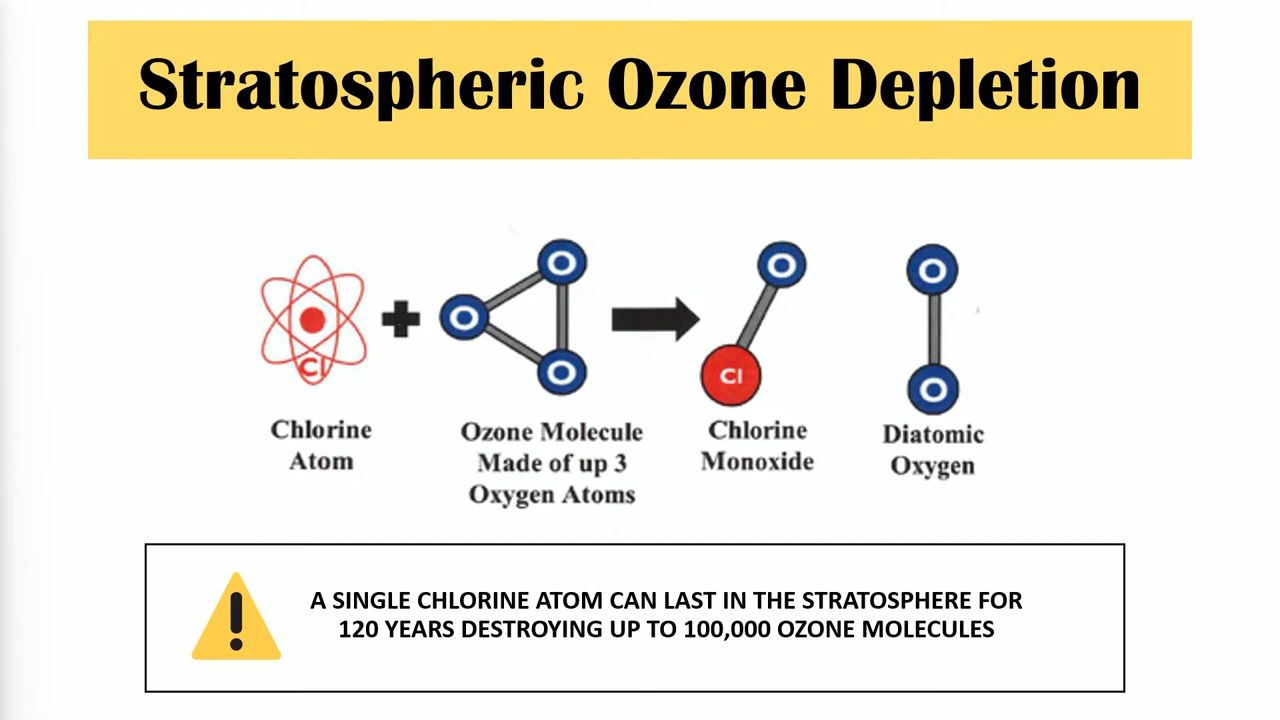 Stratospheric Ozone Depletion
Cl
O
O
O
O
Cl
O
O
Chlorine
Atom
Ozone Molecule
Made of up 3
Oxygen Atoms
Chlorine
Monoxide
Diatomic
Oxygen
A SINGLE CHLORINE ATOM CAN LAST IN THE STRATOSPHERE FOR
120 YEARS DESTROYING UP TO 100,000 OZONE MOLECULES